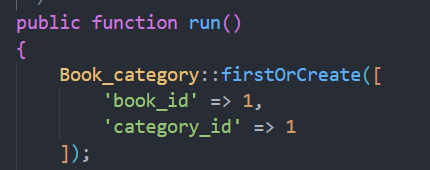 public function run()
{
Book_category::firstOrCreate([
'book_id' => 1,
'category_id' => 1
]);